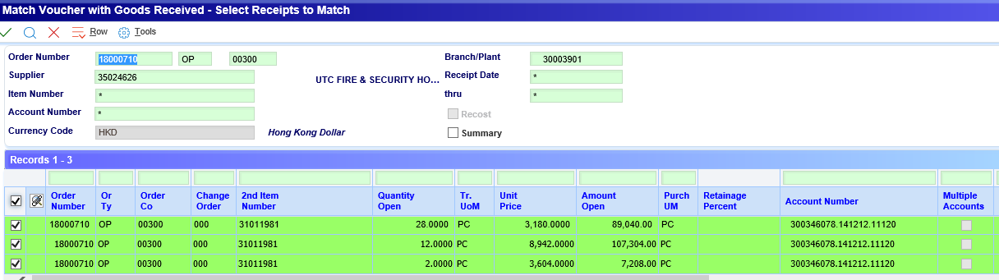 Match Voucher with Goods Received - Select Receipts to Match
Row Tools
Order Number 18000710 OP 00300 Branch/Plant 30003901
Supplier 35024626 UTC FIRE & SECURITY HO... Receipt Date *
Item Number * thru *
Account Number * Recost
Currency Code HKD Hong Kong Dollar Summary
Records 1 - 3
Order Number Or Ty Order Co Change Order 2nd Item Number Quantity Open Tr. UoM Unit Price Amount Open Purch UM Retainage Percent Account Number Multiple Accounts
18000710 OP 00300 000 31011981 28.0000 PC 3,180.0000 89,040.00 PC 300346078.141212.11120
18000710 OP 00300 000 31011981 12.0000 PC 8,942.0000 107,304.00 PC 300346078.141212.11120
18000710 OP 00300 000 31011981 2.0000 PC 3,604.0000 7,208.00 PC 300346078.141212.11120